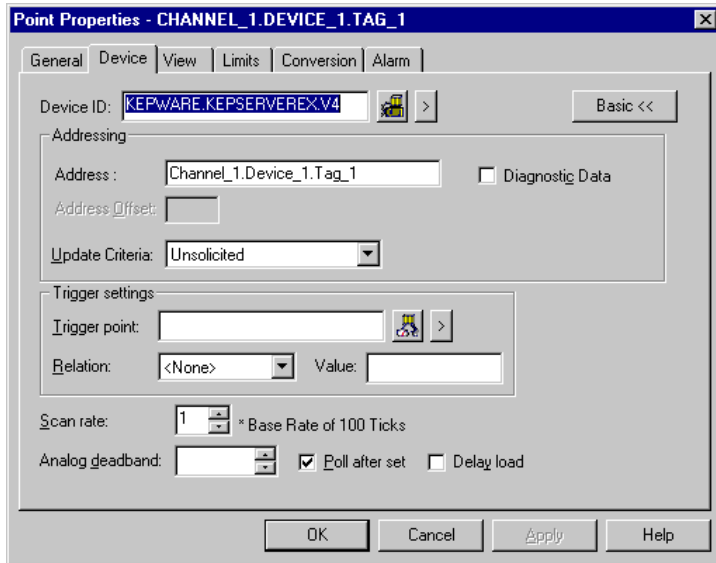 Point Properties - CHANNEL_1.DEVICE_1.TAG_1
General Device View Limits Conversion Alarm
Device ID: KEPWARE.KEPSERVEREX.V4 > Basic <<
Addressing
Address : Channel_1.Device_1.Tag_1 Diagnostic Data
Address Offset:
Update Criteria: Unsolicited
Trigger settings
Trigger point: >
Relation: <None> Value:
Scan rate: 1 * Base Rate of 100 Ticks
Analog deadband: Poll after set Delay load
OK Cancel Apply Help